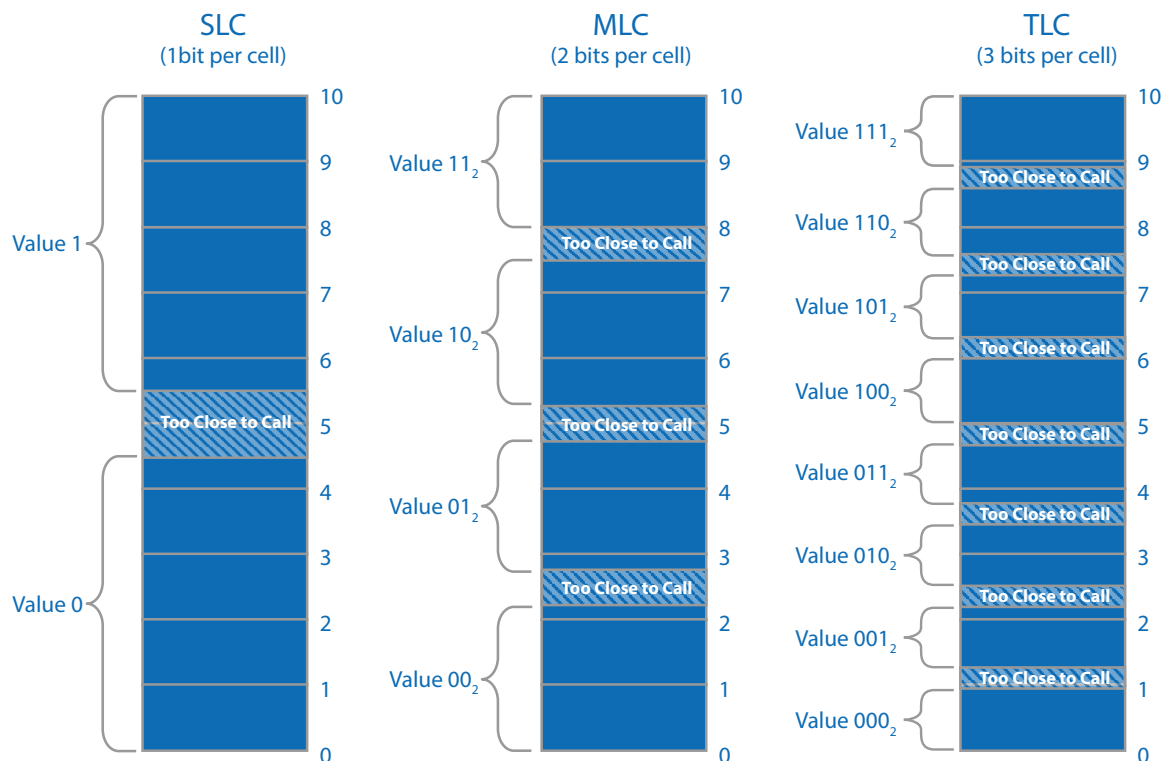 SLC
(1bit per cell)
10
9
8
7
6
5
4
3
2
1
0
Value 1
Too Close to Call
Value 0
MLC
(2 bits per cell)
10
9
8
7
6
5
4
3
2
1
0
Value 11₂
Too Close to Call
Value 10₂
Too Close to Call
Value 01₂
Too Close to Call
Value 00₂
TLC
(3 bits per cell)
10
9
8
7
6
5
4
3
2
1
0
Value 111₂
Too Close to Call
Value 110₂
Too Close to Call
Value 101₂
Too Close to Call
Value 100₂
Too Close to Call
Value 011₂
Too Close to Call
Value 010₂
Too Close to Call
Value 001₂
Too Close to Call
Value 000₂